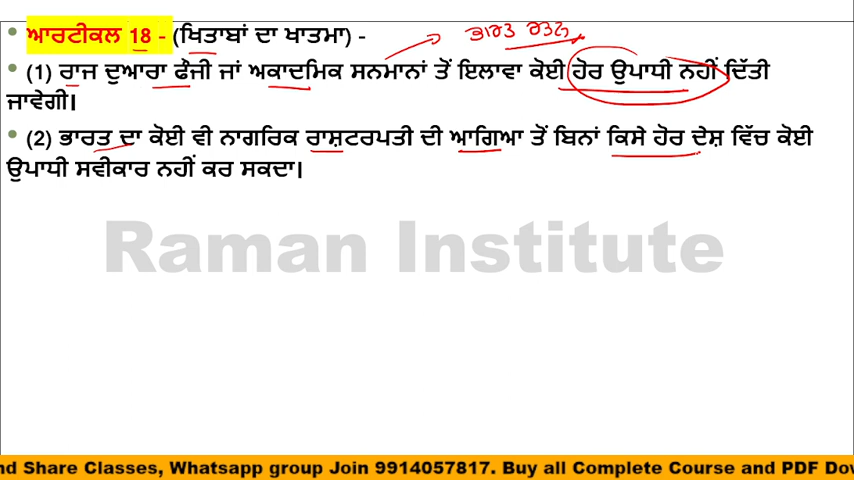 • ਆਰਟੀਕਲ 18 - (ਖਿਤਾਬਾਂ ਦਾ ਖਾਤਮਾ) - ਭਾਰਤ ਰਤਨ
• (1) ਰਾਜ ਦੁਆਰਾ ਫੌਜੀ ਜਾਂ ਅਕਾਦਮਿਕ ਸਨਮਾਨਾਂ ਤੋਂ ਇਲਾਵਾ ਕੋਈ ਹੋਰ ਉਪਾਧੀ ਨਹੀਂ ਦਿੱਤੀ
ਜਾਵੇਗੀ।
• (2) ਭਾਰਤ ਦਾ ਕੋਈ ਵੀ ਨਾਗਰਿਕ ਰਾਸ਼ਟਰਪਤੀ ਦੀ ਆਗਿਆ ਤੋਂ ਬਿਨਾਂ ਕਿਸੇ ਹੋਰ ਦੇਸ਼ ਵਿੱਚ ਕੋਈ
ਉਪਾਧੀ ਸਵੀਕਾਰ ਨਹੀਂ ਕਰ ਸਕਦਾ।
Raman Institute
nd Share Classes, Whatsapp group Join 9914057817. Buy all Complete Course and PDF Dov